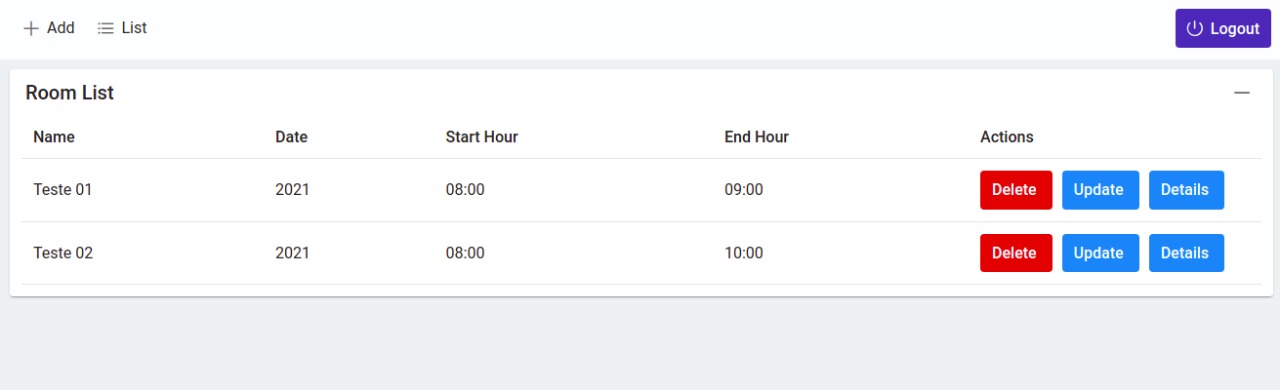 Add List Logout
Room List
Name Date Start Hour End Hour Actions
Teste 01 2021 08:00 09:00 Delete Update Details
Teste 02 2021 08:00 10:00 Delete Update Details